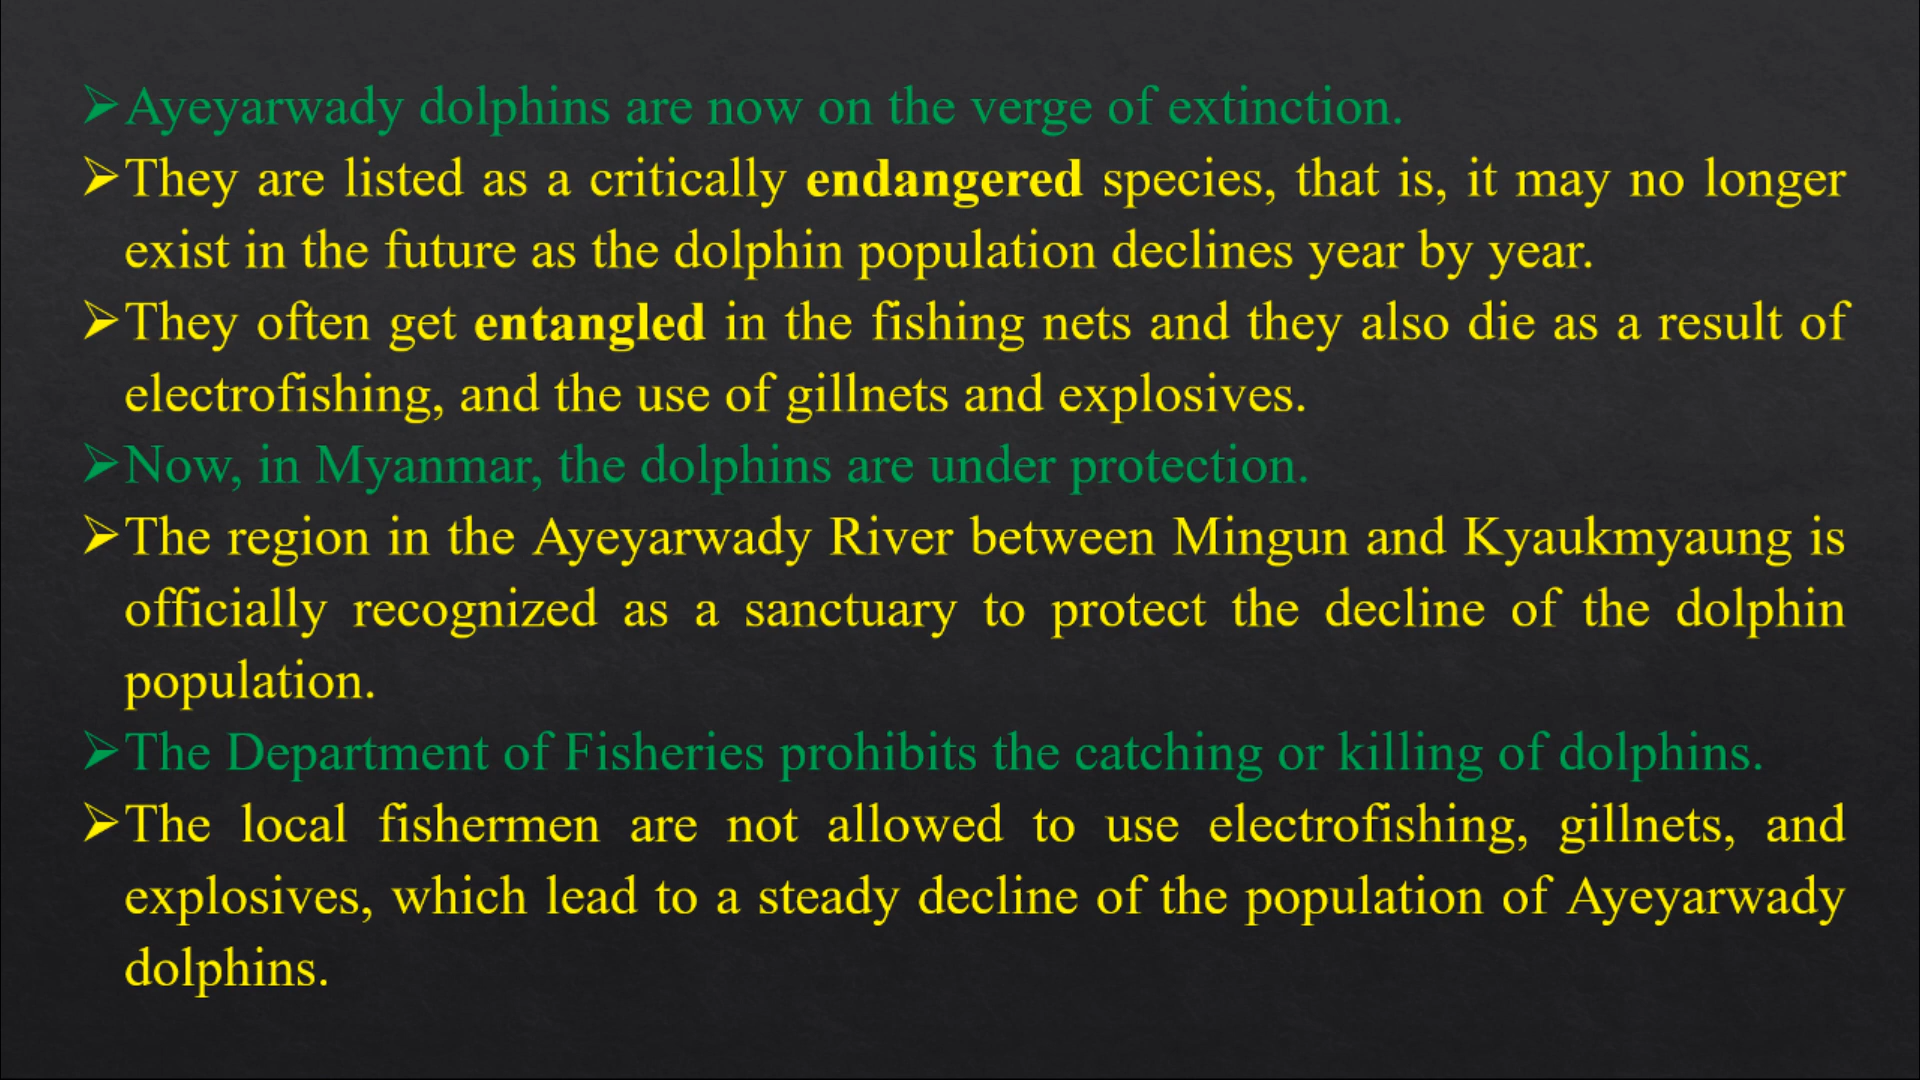 ➢Ayeyarwady dolphins are now on the verge of extinction.
➢They are listed as a critically endangered species, that is, it may no longer
exist in the future as the dolphin population declines year by year.
➢They often get entangled in the fishing nets and they also die as a result of
electrofishing, and the use of gillnets and explosives.
➢Now, in Myanmar, the dolphins are under protection.
➢The region in the Ayeyarwady River between Mingun and Kyaukmyaung is
officially recognized as a sanctuary to protect the decline of the dolphin
population.
➢The Department of Fisheries prohibits the catching or killing of dolphins.
➢The local fishermen are not allowed to use electrofishing, gillnets, and
explosives, which lead to a steady decline of the population of Ayeyarwady
dolphins.